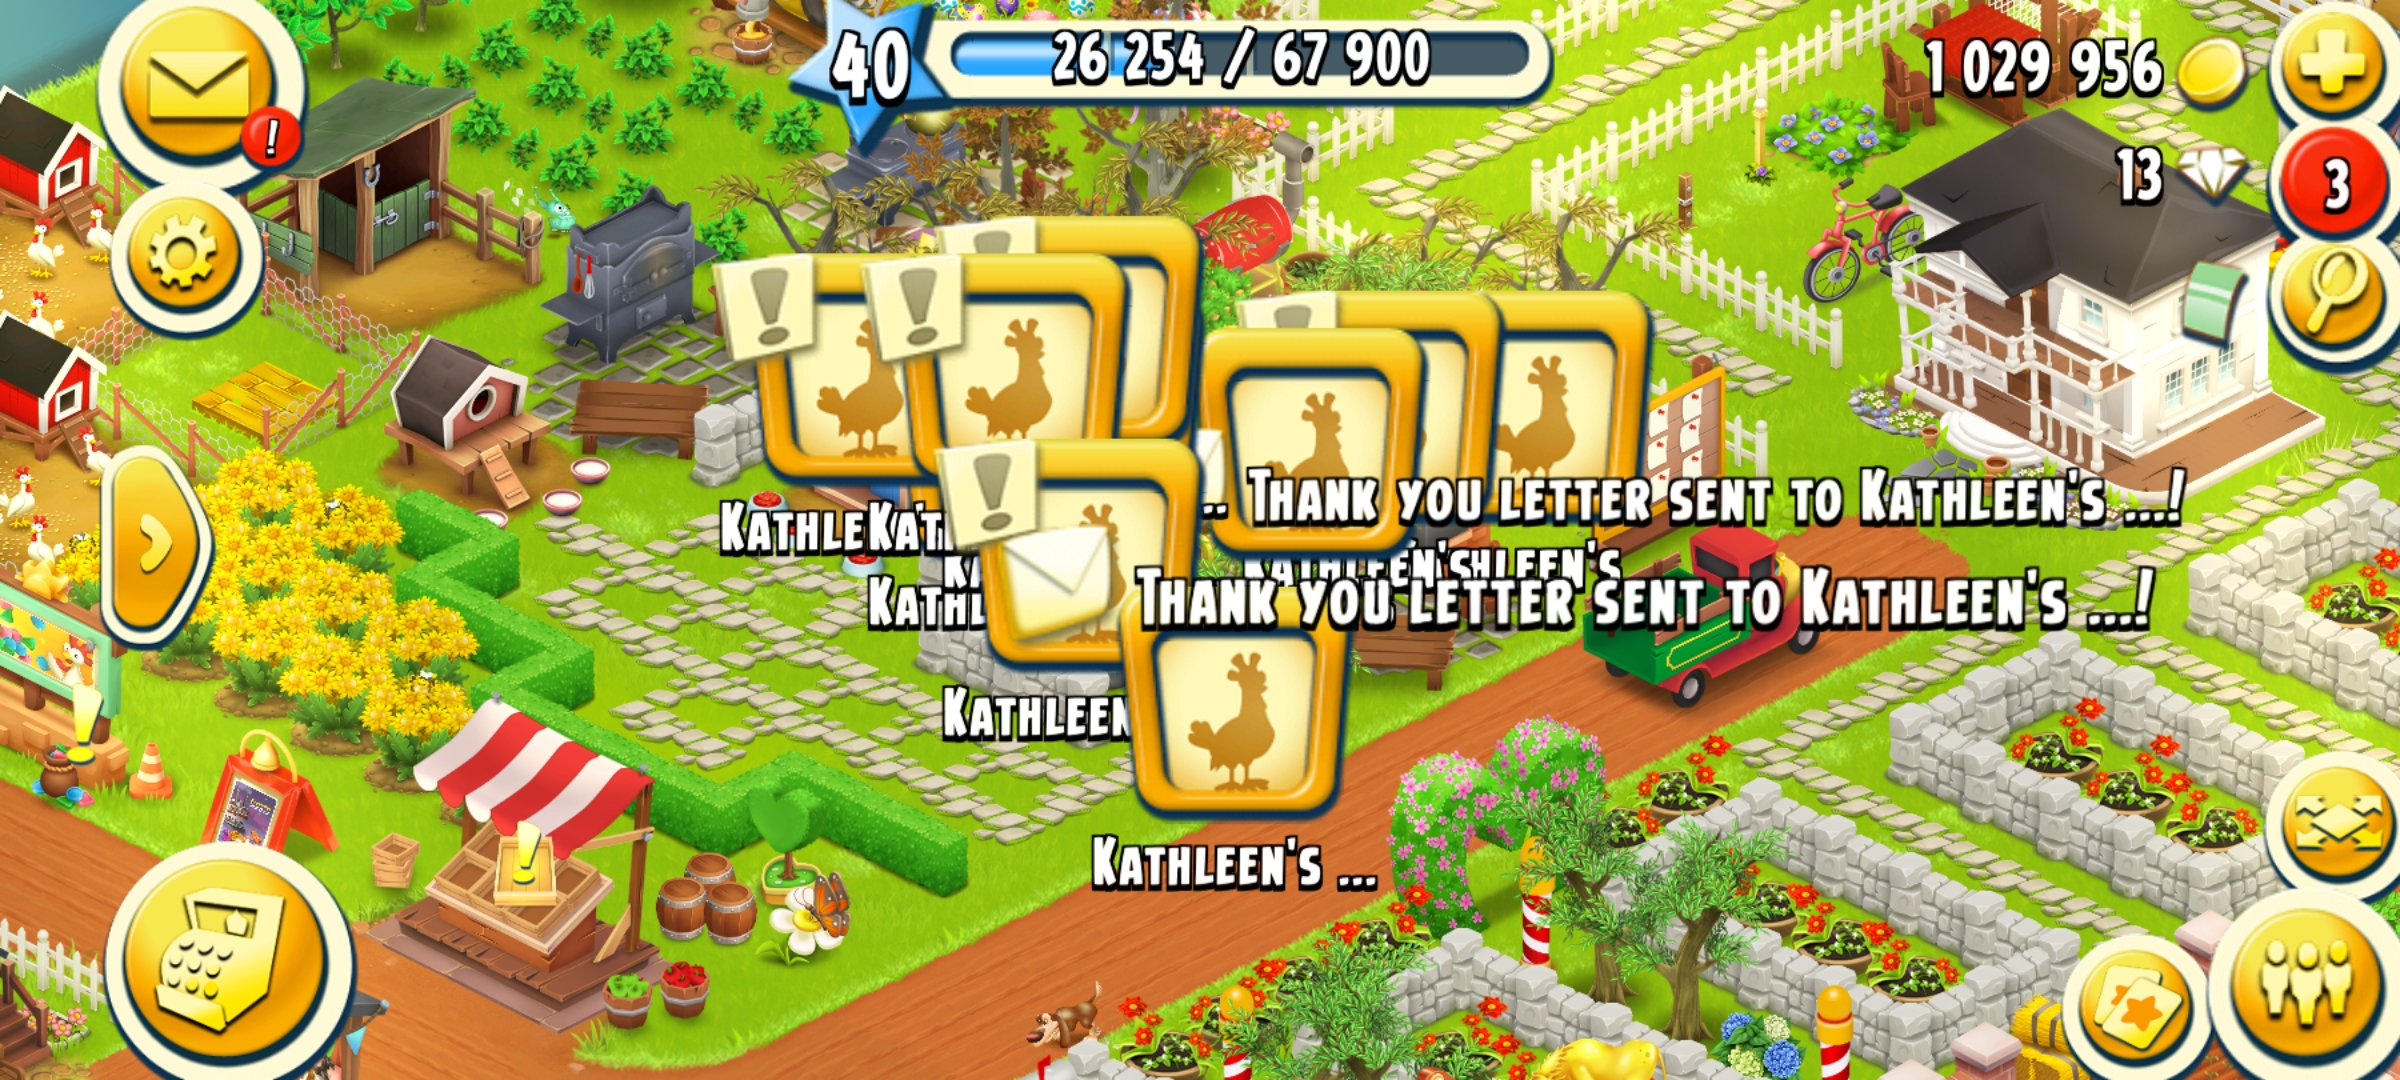 40
26 254 / 67 900
1 029 956
!
13
3
Thank you letter sent to Kathleen's ...!
Thank you letter sent to Kathleen's ...!
Kathleen
Kathleen's ...